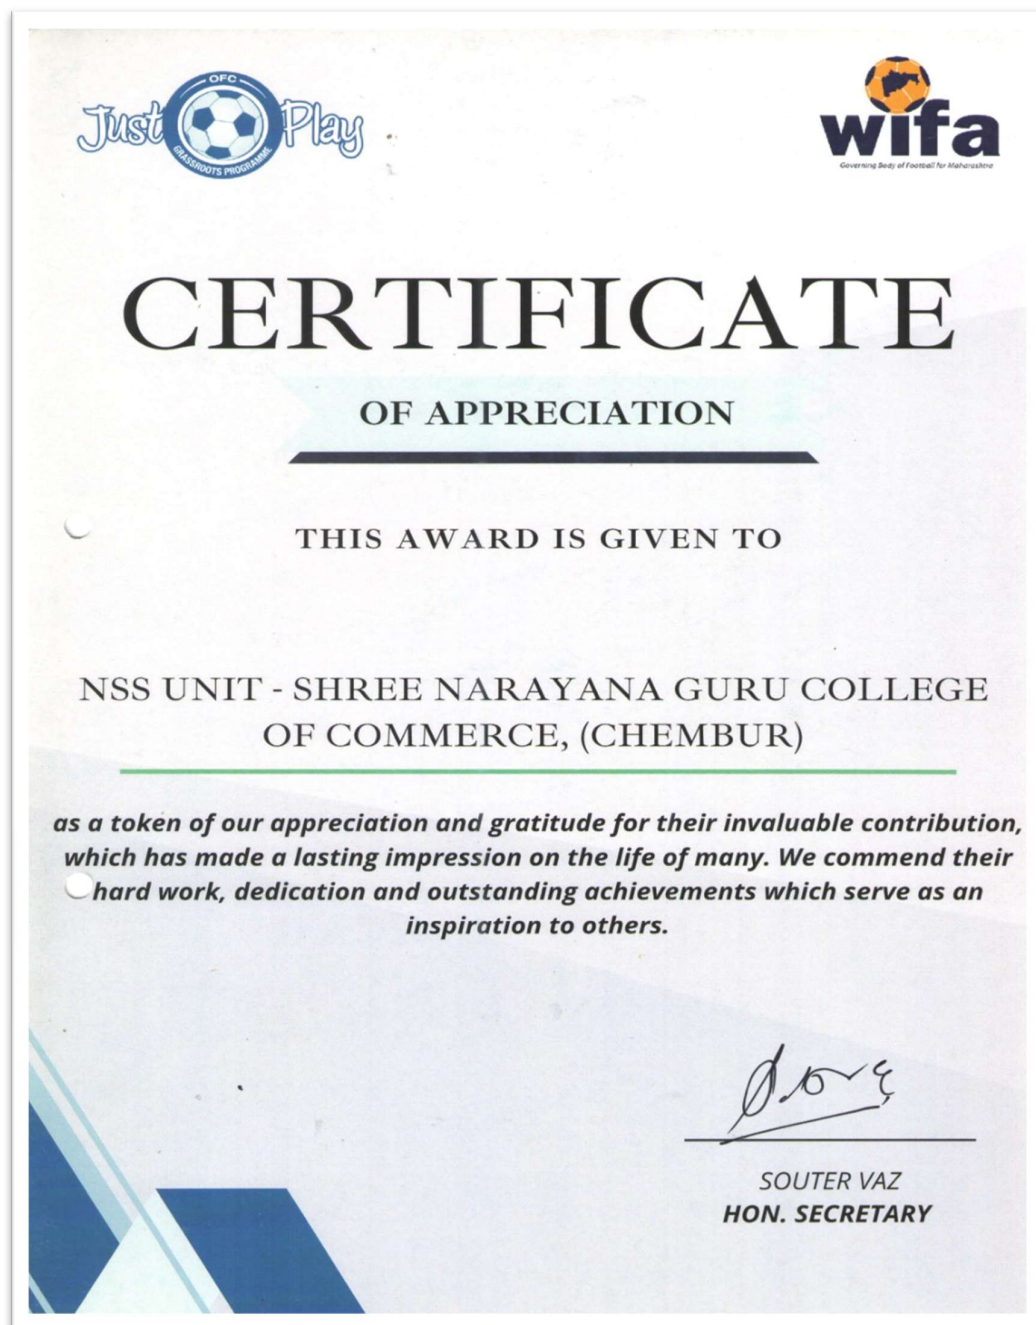 OFC
Just Play
GRASSROOTS PROGRAMME
wifa
Governing Body of Football for Maharashtra
CERTIFICATE
OF APPRECIATION
THIS AWARD IS GIVEN TO
NSS UNIT - SHREE NARAYANA GURU COLLEGE
OF COMMERCE, (CHEMBUR)
as a token of our appreciation and gratitude for their invaluable contribution,
which has made a lasting impression on the life of many. We commend their
hard work, dedication and outstanding achievements which serve as an
inspiration to others.
SOUTER VAZ
HON. SECRETARY